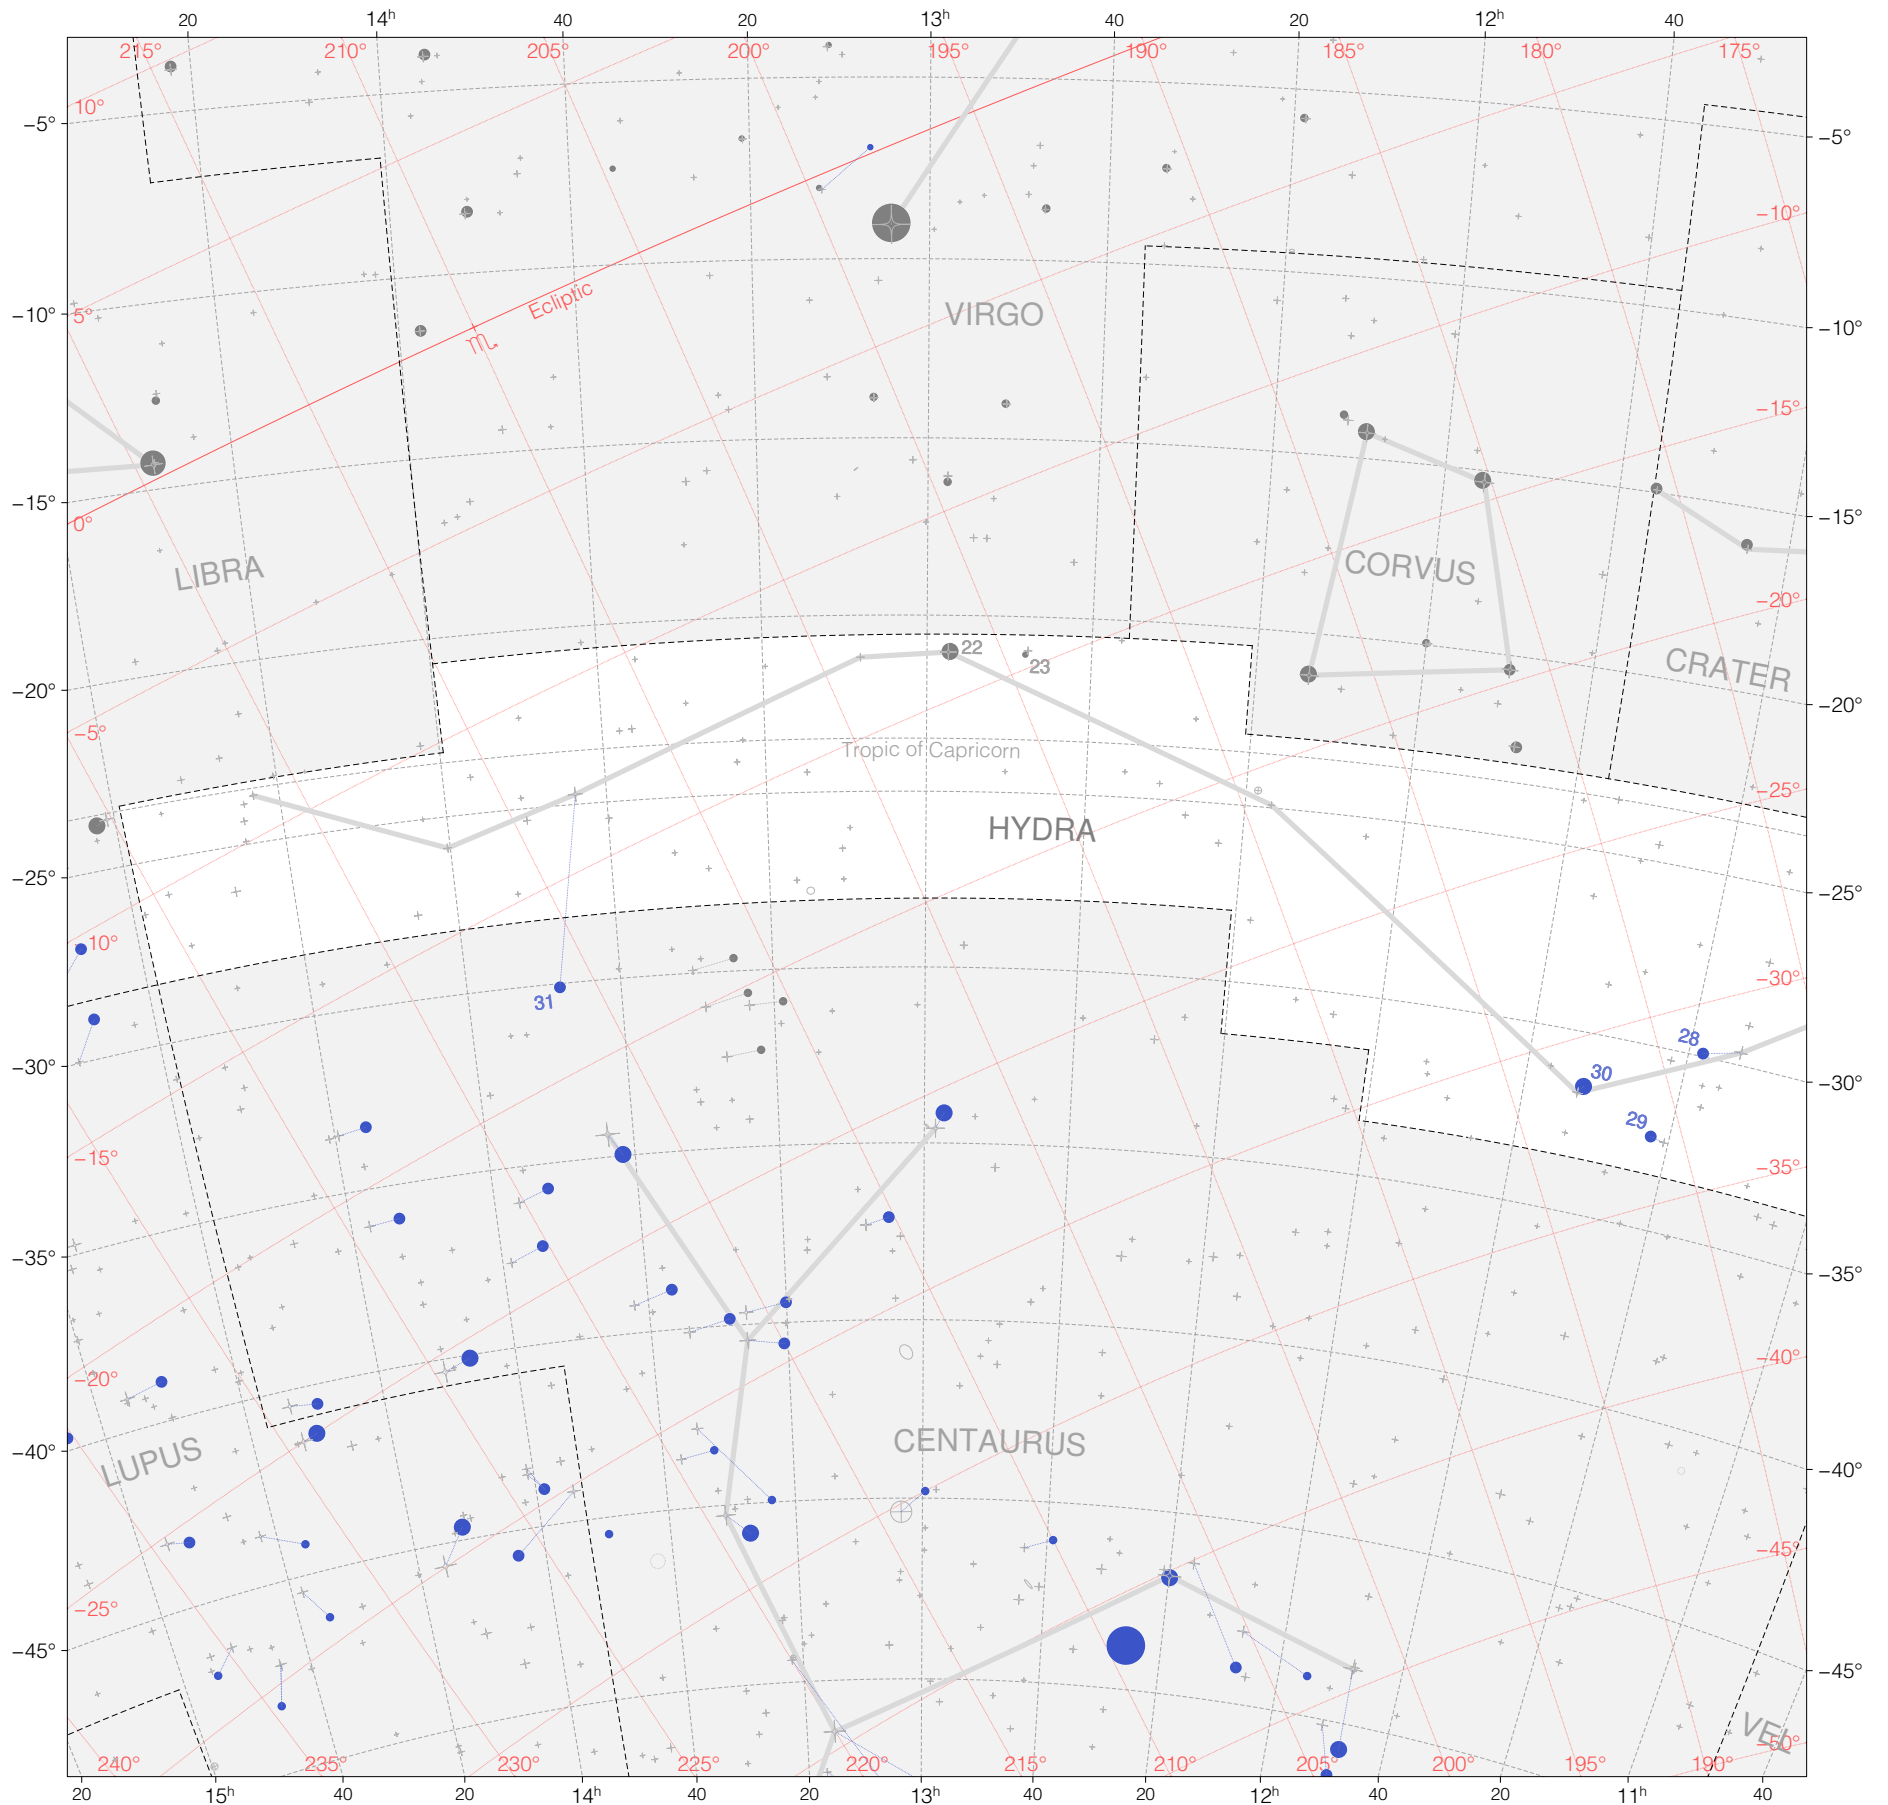 20 14h 40 20 13h 40 20 12h 40
215° 210° 205° 200° 195° 190° 185° 180° 175°
10°
−5° −5°
−10°
5° Ecliptic VIRGO
−10° −10°
♏
−15°
−15° −15°
0°
LIBRA CORVUS
−20°
22
23
CRATER
−20° −20°
−5°
Tropic of Capricorn
−25°
HYDRA
−25° −25°
−10°
−30°
31
28
30
−30° −30°
29
−15° −35°
−35° −35°
−40°
−20°
CENTAURUS
LUPUS
−40° −40°
−45°
−25°
−45° −45°
VEL
−50°
240° 235° 230° 225° 220° 215° 210° 205° 200° 195° 190°
20 15h 40 20 14h 40 20 13h 40 20 12h 40 20 11h 40